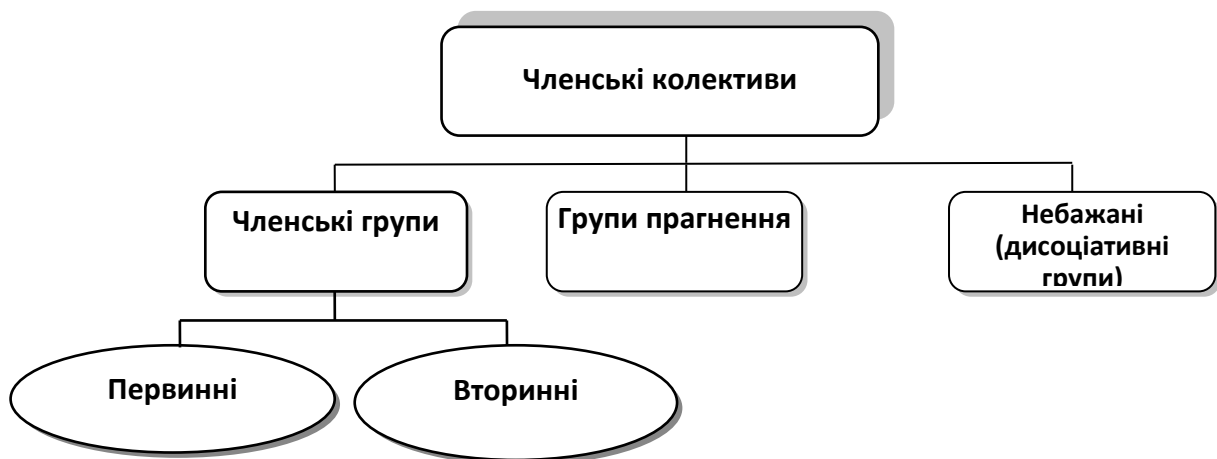 Членські колективи
Членські групи
Групи прагнення
Небажані
(дисоціативні
групи)
Первинні
Вторинні